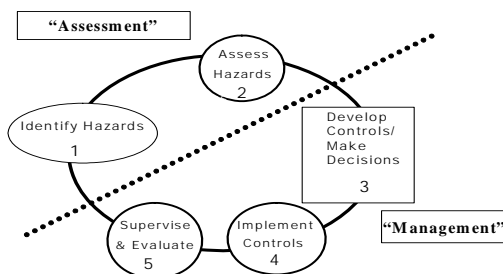 “Assessment”
Assess
Hazards
2
Identify Hazards
1
Develop
Controls/
Make
Decisions
3
“Management”
Implement
Controls
4
Supervise
& Evaluate
5